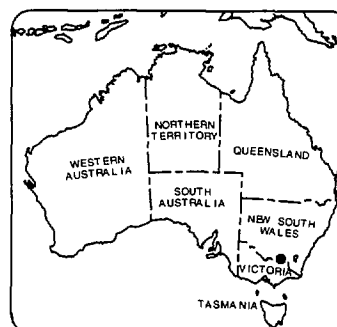 NORTHERN
TERRITORY
QUEENSLAND
WESTERN
AUSTRALIA
SOUTH
AUSTRALIA
NEW SOUTH
WALES
VICTORIA
TASMANIA